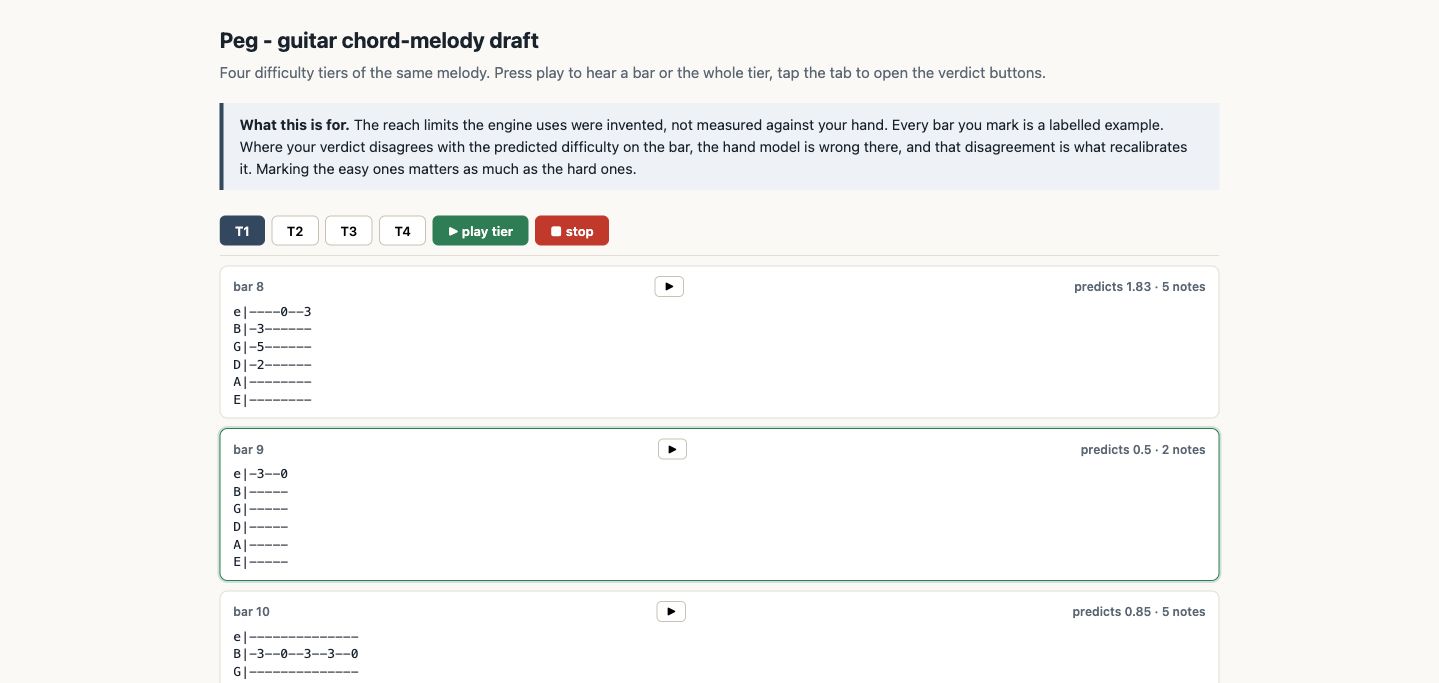 Peg - guitar chord-melody draft
Four difficulty tiers of the same melody. Press play to hear a bar or the whole tier, tap the tab to open the verdict buttons.
What this is for. The reach limits the engine uses were invented, not measured against your hand. Every bar you mark is a labelled example.
Where your verdict disagrees with the predicted difficulty on the bar, the hand model is wrong there, and that disagreement is what recalibrates
it. Marking the easy ones matters as much as the hard ones.
T1 T2 T3 T4 ▶ play tier ■ stop
bar 8 ▶ predicts 1.83 · 5 notes
e|----0--3
B|-3------
G|-5------
D|-2------
A|--------
E|--------
bar 9 ▶ predicts 0.5 · 2 notes
e|-3--0
B|-----
G|-----
D|-----
A|-----
E|-----
bar 10 ▶ predicts 0.85 · 5 notes
e|--------------
B|-3--0--3--3--0
G|--------------